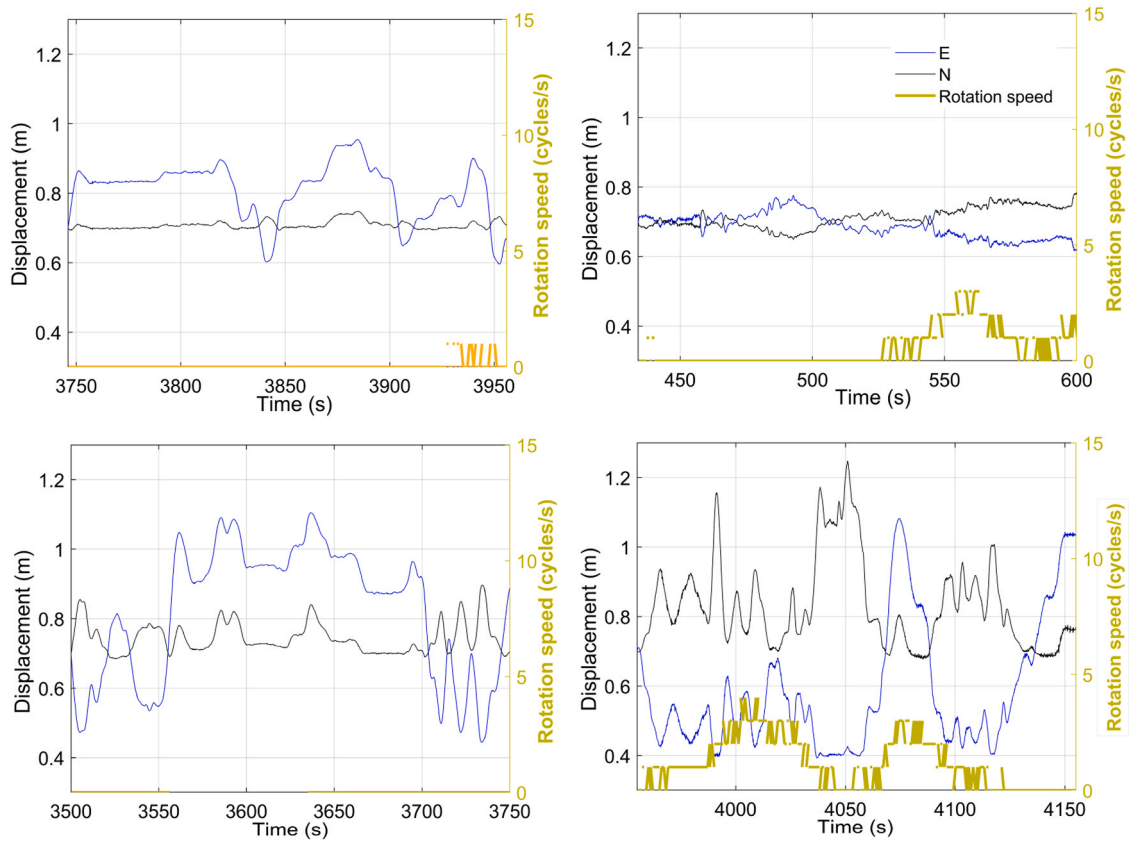 1.2
1
0.8
0.6
0.4
Displacement (m)
3750 3800 3850 3900 3950
Time (s)
15
10
5
0
Rotation speed (cycles/s)
1.2
1
0.8
0.6
0.4
Displacement (m)
E
N
Rotation speed
450 500 550 600
Time (s)
15
10
5
0
Rotation speed (cycles/s)
1.2
1
0.8
0.6
0.4
Displacement (m)
3500 3550 3600 3650 3700 3750
Time (s)
15
10
5
0
Rotation speed (cycles/s)
1.2
1
0.8
0.6
0.4
Displacement (m)
4000 4050 4100 4150
Time (s)
15
10
5
0
Rotation speed (cycles/s)